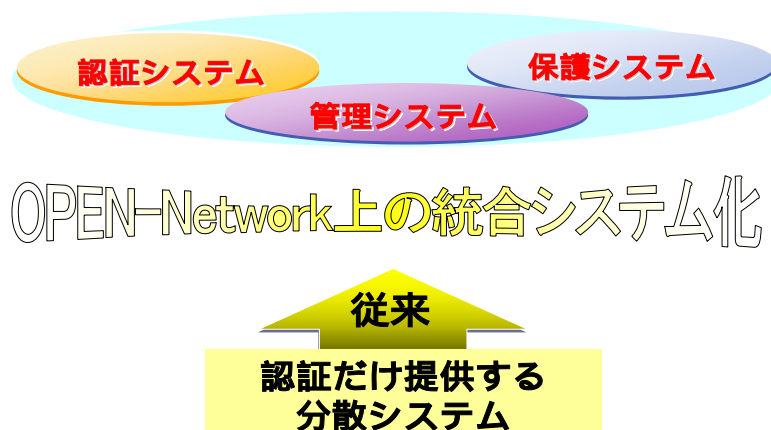 認証システム
保護システム
管理システム
OPEN-Network上の統合システム化
従来
認証だけ提供する
分散システム